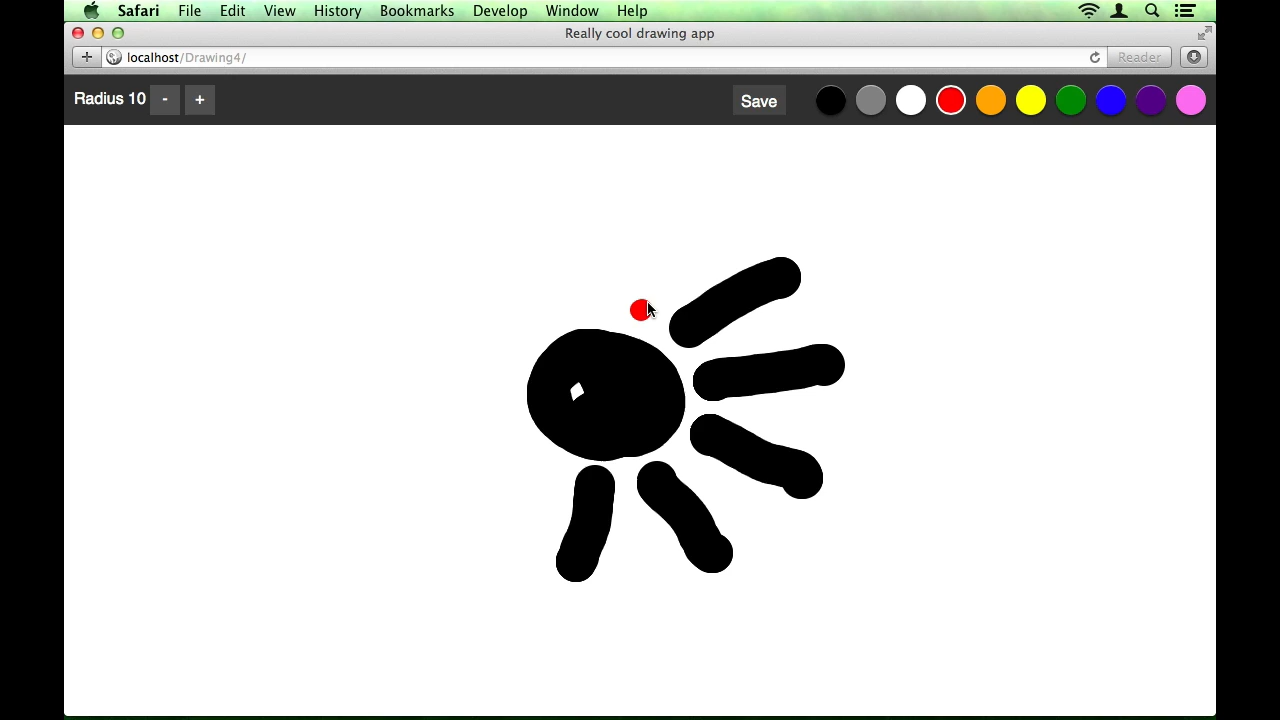 Safari File Edit View History Bookmarks Develop Window Help
Really cool drawing app
+ localhost/Drawing4/ Reader
Radius 10 - + Save